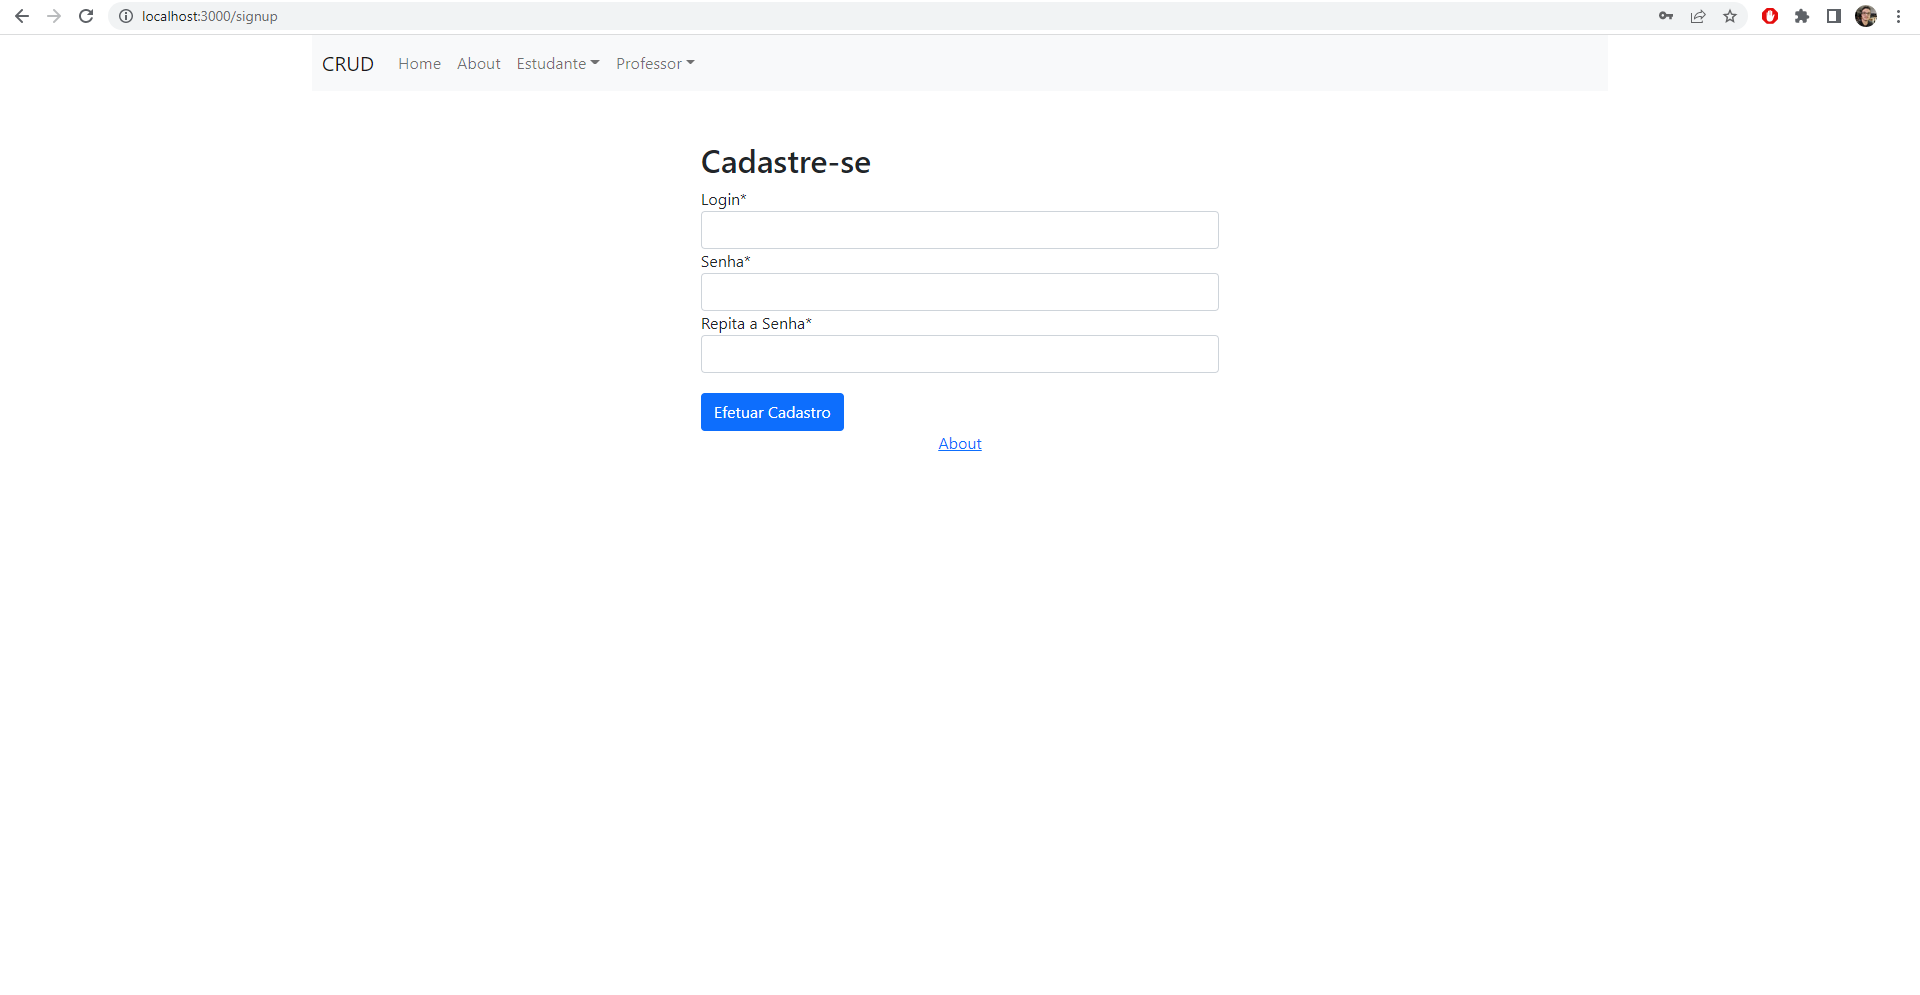 localhost:3000/signup
CRUD Home About Estudante Professor
Cadastre-se
Login*
Senha*
Repita a Senha*
Efetuar Cadastro
About